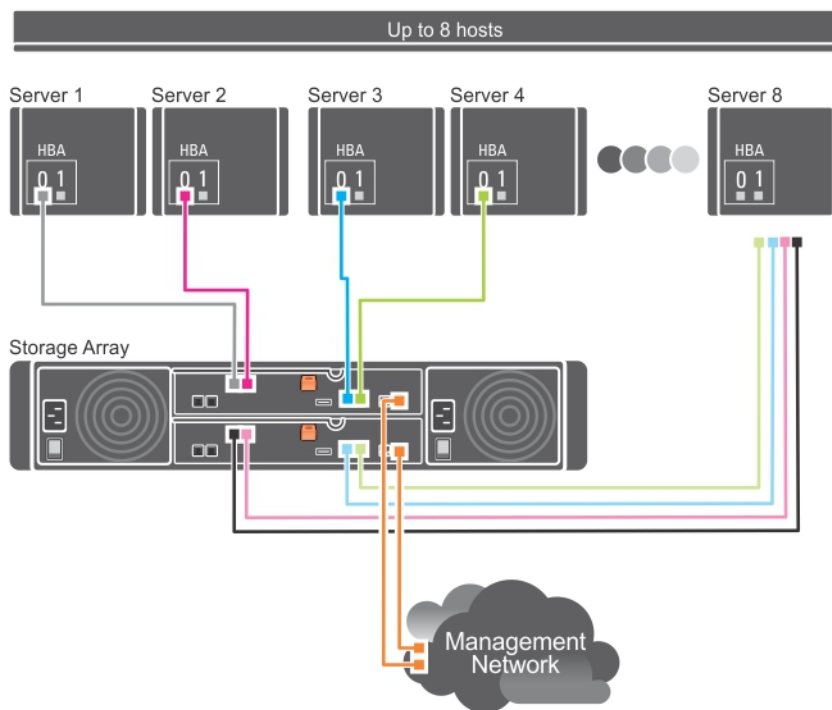 Up to 8 hosts
Server 1
Server 2
Server 3
Server 4
Server 8
HBA
0 1
HBA
0 1
HBA
0 1
HBA
0 1
HBA
0 1
Storage Array
Management
Network